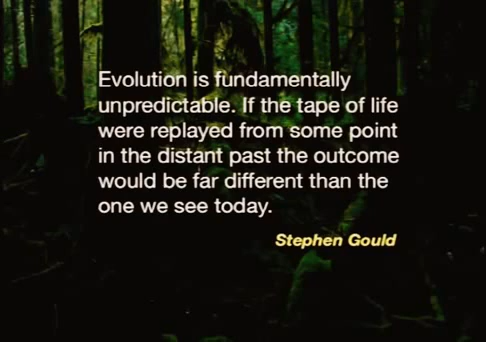 Evolution is fundamentally
unpredictable. If the tape of life
were replayed from some point
in the distant past the outcome
would be far different than the
one we see today.
Stephen Gould